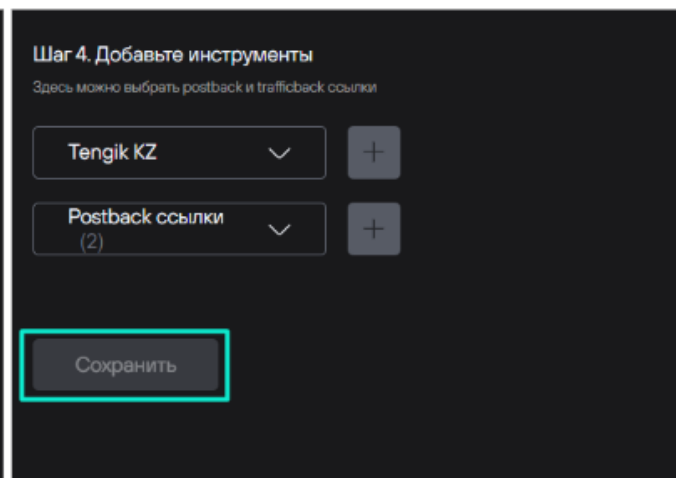 Шаг 4. Добавьте инструменты
Здесь можно выбрать postback и trafficback ссылки
Tengik KZ
Postback ссылки
(2)
Сохранить